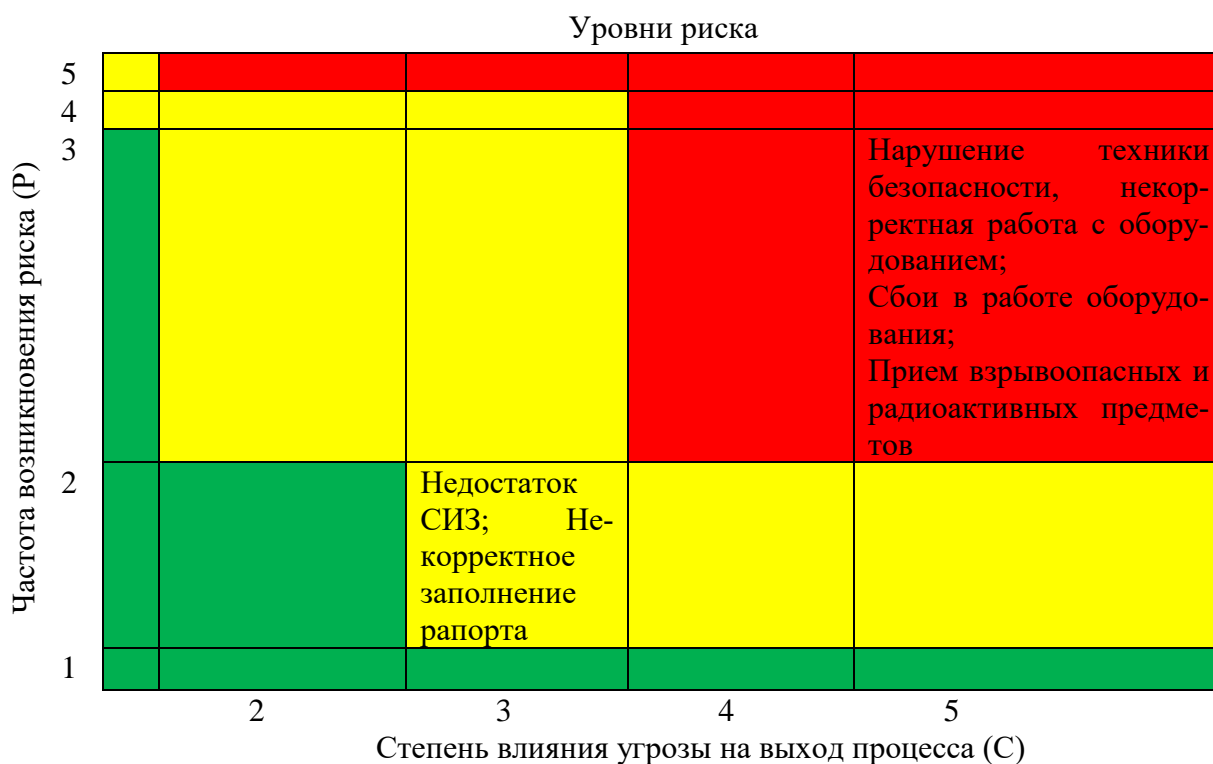 Уровни риска
5
4
3
2
1
Частота возникновения риска (Р)
Нарушение техники
безопасности, некор-
ректная работа с обору-
дованием;
Сбои в работе оборудо-
вания;
Прием взрывоопасных и
радиоактивных предме-
тов
Недостаток
СИЗ; Не-
корректное
заполнение
рапорта
2 3 4 5
Степень влияния угрозы на выход процесса (С)